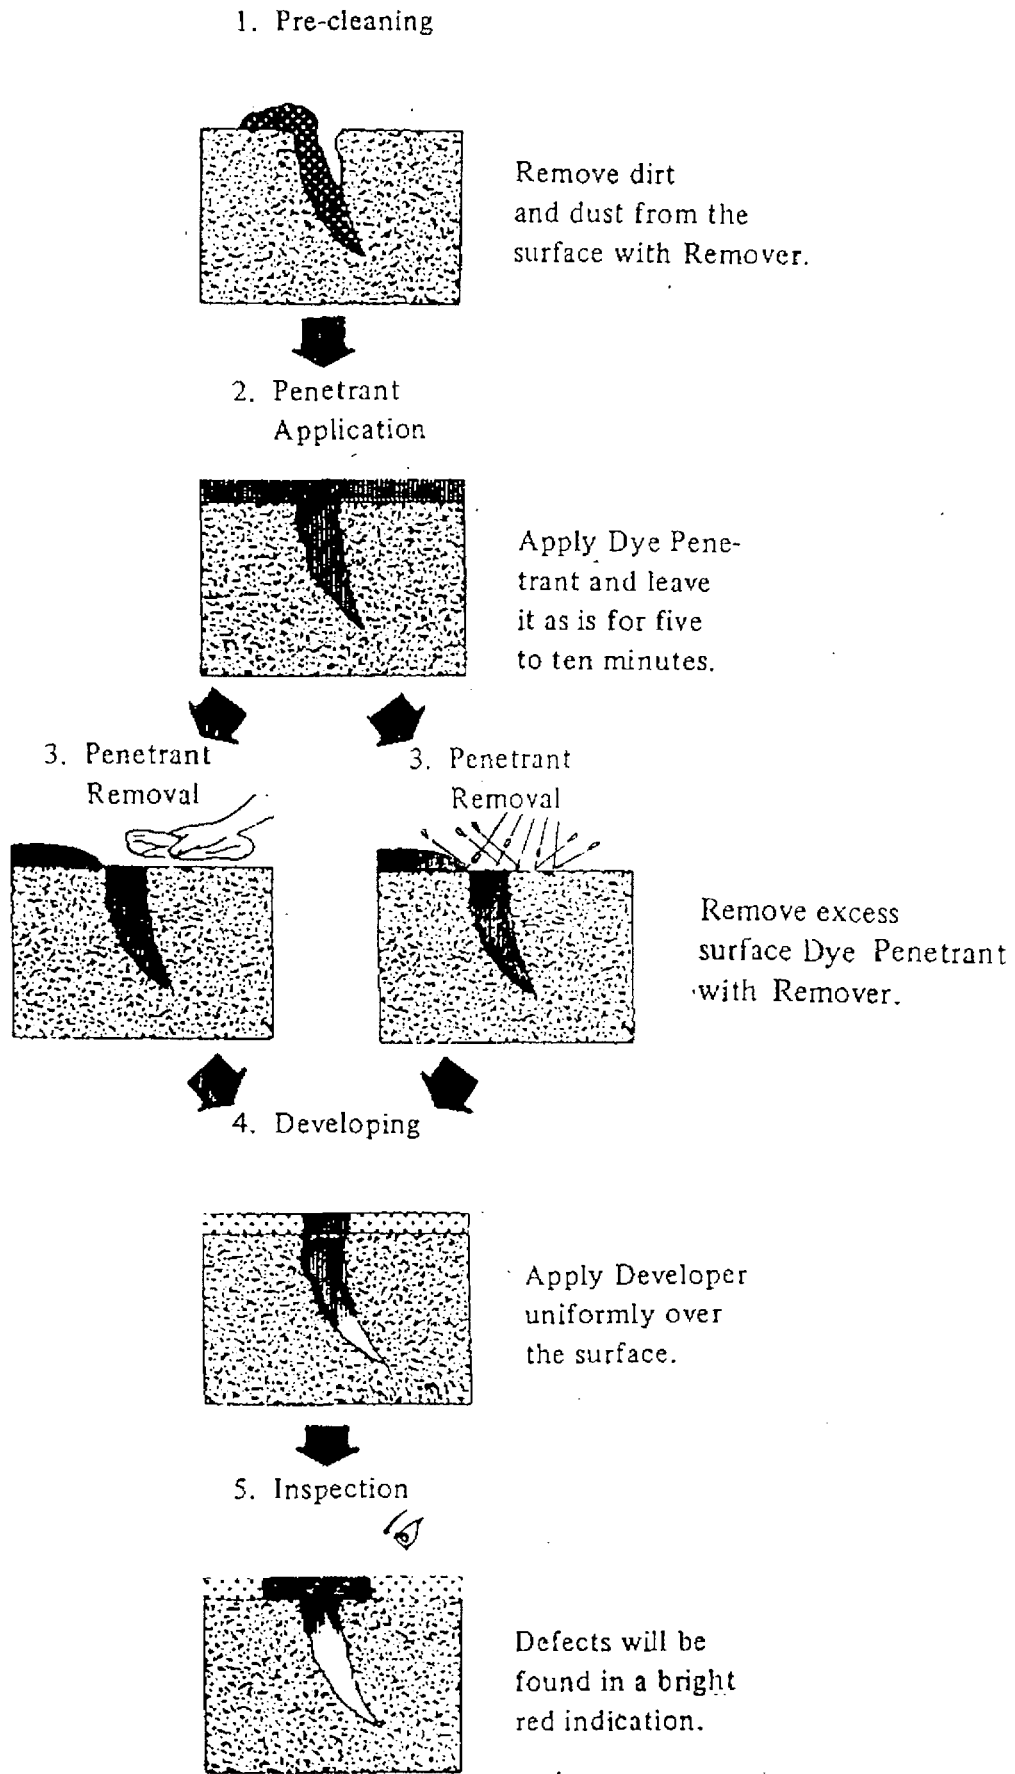 1. Pre-cleaning
Remove dirt
and dust from the
surface with Remover.
2. Penetrant
Application
Apply Dye Pene-
trant and leave
it as is for five
to ten minutes.
3. Penetrant
Removal
3. Penetrant
Removal
Remove excess
surface Dye Penetrant
with Remover.
4. Developing
Apply Developer
uniformly over
the surface.
5. Inspection
Defects will be
found in a bright
red indication.